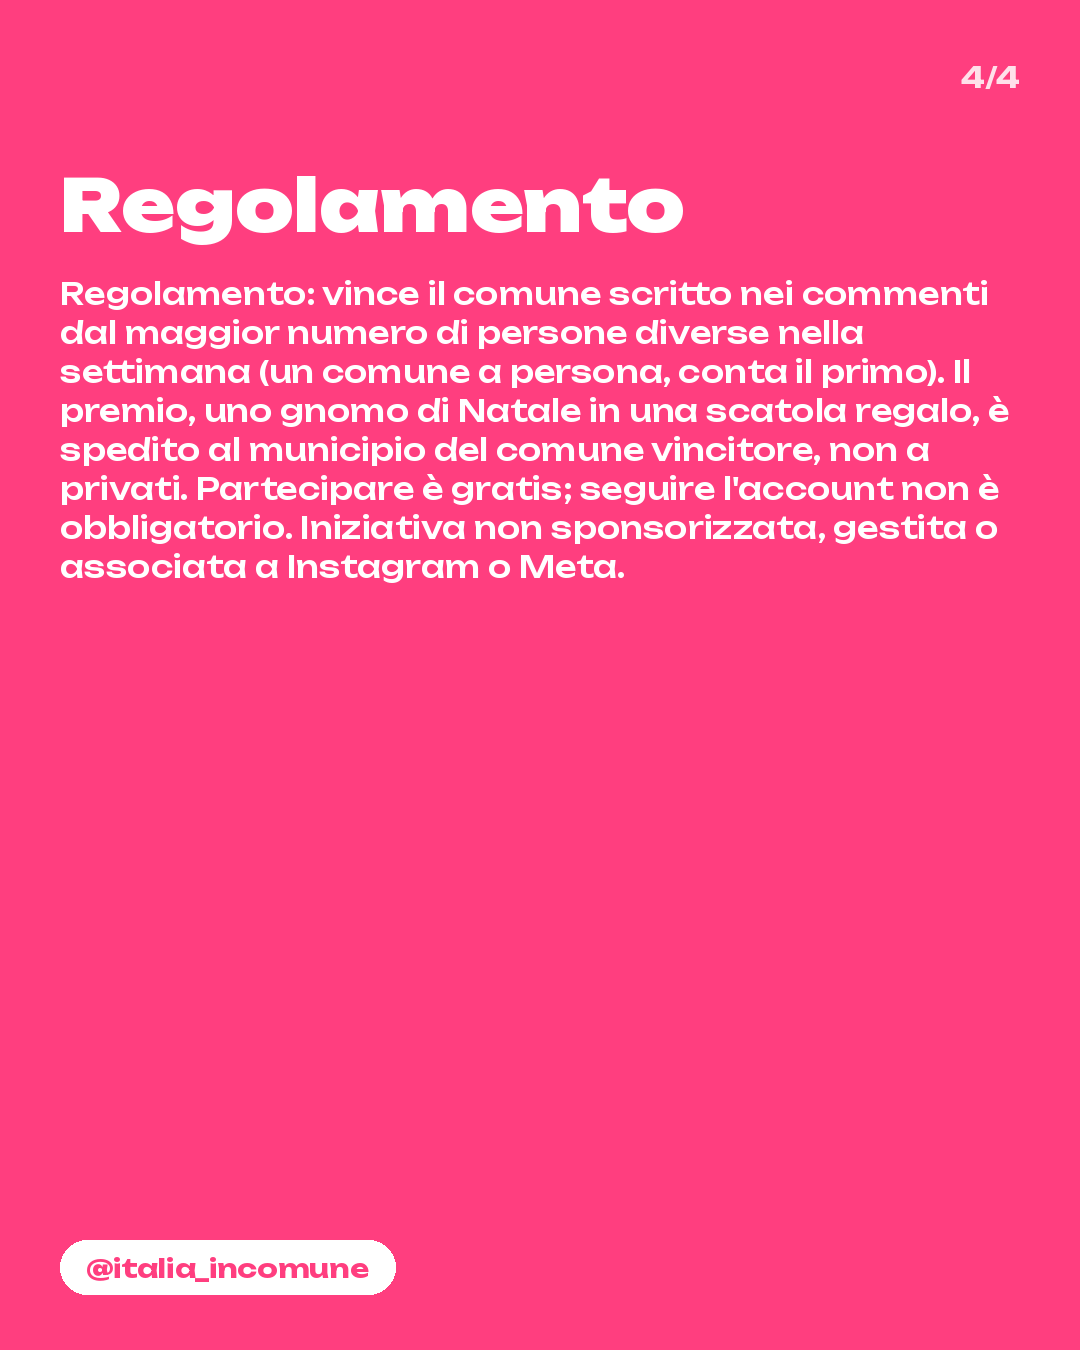 4/4
Regolamento
Regolamento: vince il comune scritto nei commenti
dal maggior numero di persone diverse nella
settimana (un comune a persona, conta il primo). Il
premio, uno gnomo di Natale in una scatola regalo, è
spedito al municipio del comune vincitore, non a
privati. Partecipare è gratis; seguire l'account non è
obbligatorio. Iniziativa non sponsorizzata, gestita o
associata a Instagram o Meta.
@italia_incomune